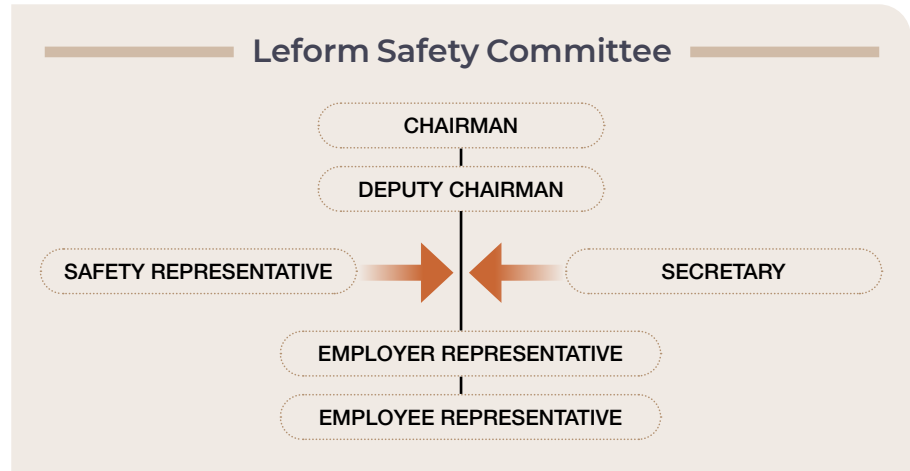 Leform Safety Committee
CHAIRMAN
DEPUTY CHAIRMAN
SAFETY REPRESENTATIVE
SECRETARY
EMPLOYER REPRESENTATIVE
EMPLOYEE REPRESENTATIVE